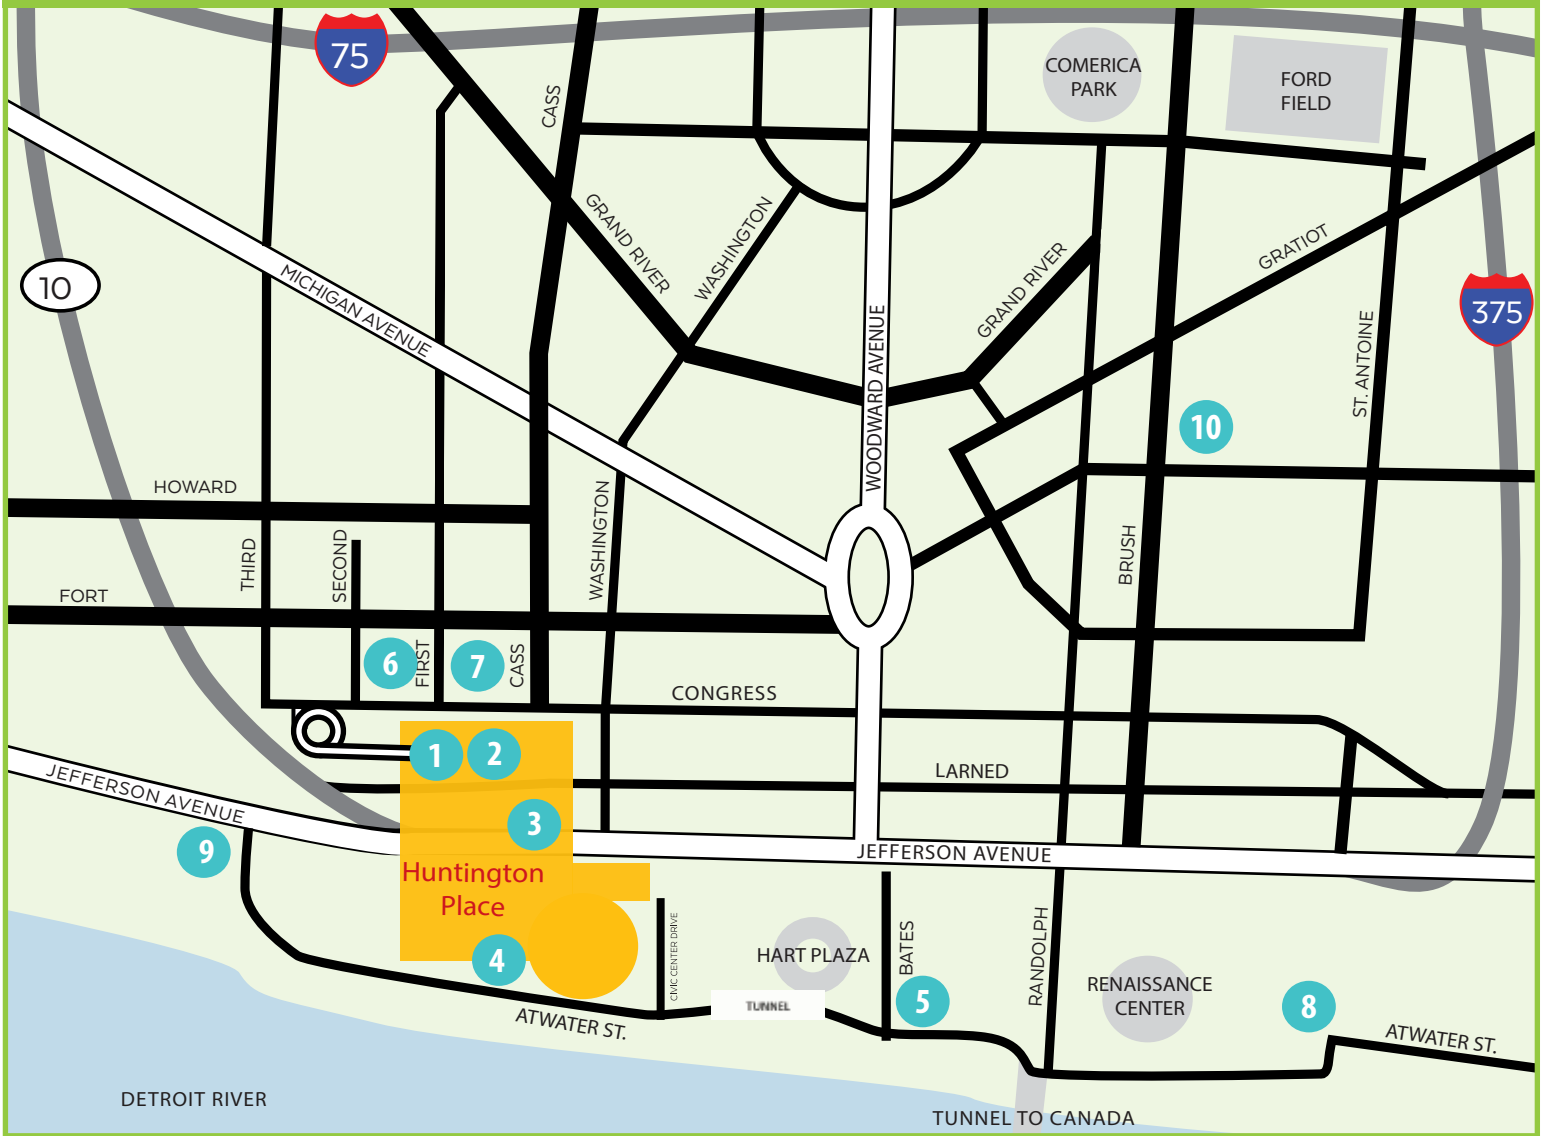 75
COMERICA
PARK
FORD
FIELD
CASS
GRAND RIVER
WASHINGTON
GRAND RIVER
GRATIOT
10
MICHIGAN AVENUE
375
WOODWARD AVENUE
ST. ANTOINE
10
HOWARD
WASHINGTON
THIRD
SECOND
BRUSH
FORT
6
FIRST
7
CASS
CONGRESS
1
2
LARNED
JEFFERSON AVENUE
3
9
JEFFERSON AVENUE
Huntington
Place
4
CIVIC CENTER DRIVE
HART PLAZA
BATES
5
RANDOLPH
RENAISSANCE
CENTER
8
TUNNEL
ATWATER ST.
ATWATER ST.
DETROIT RIVER
TUNNEL TO CANADA